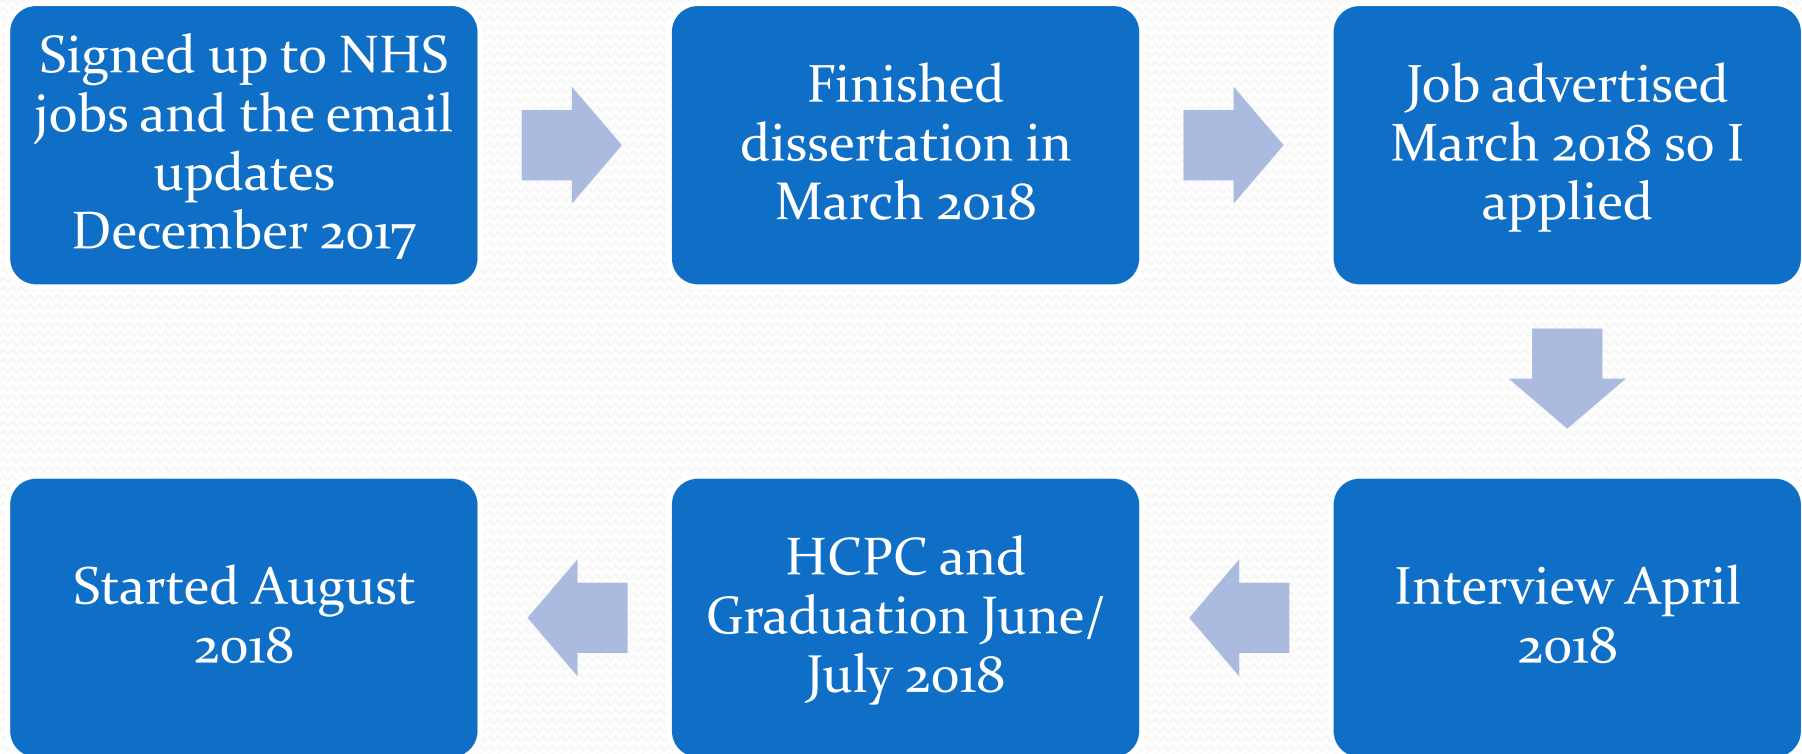 Signed up to NHS
jobs and the email
updates
December 2017
Finished
dissertation in
March 2018
Job advertised
March 2018 so I
applied
Interview April
2018
HCPC and
Graduation June/
July 2018
Started August
2018